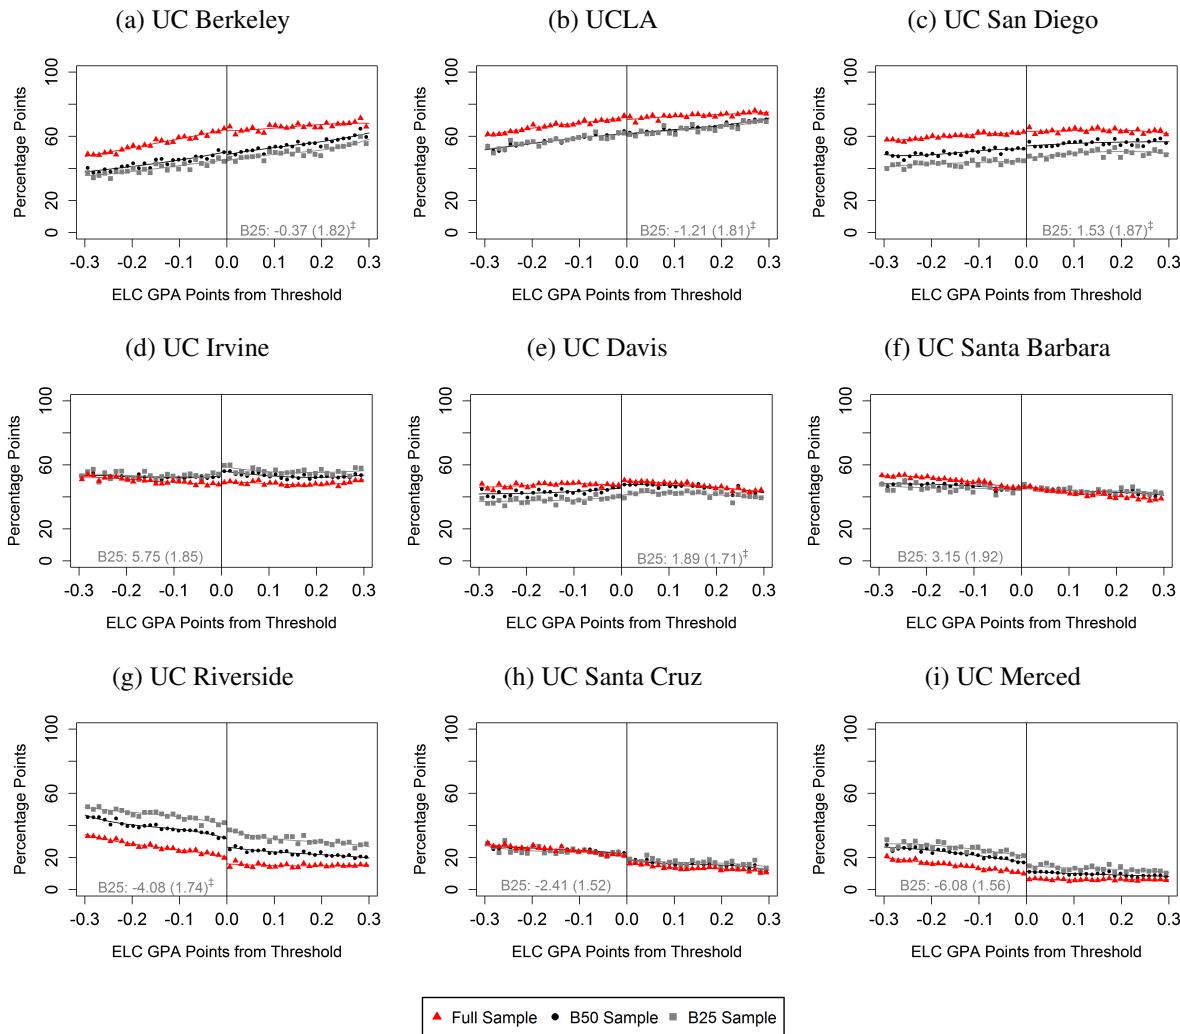 (a) UC Berkeley
(b) UCLA
(c) UC San Diego
Percentage Points
0 20 60 100
B25: -0.37 (1.82)‡
-0.3 -0.2 -0.1 0.0 0.1 0.2 0.3
ELC GPA Points from Threshold
Percentage Points
0 20 60 100
B25: -1.21 (1.81)‡
-0.3 -0.2 -0.1 0.0 0.1 0.2 0.3
ELC GPA Points from Threshold
Percentage Points
0 20 60 100
B25: 1.53 (1.87)‡
-0.3 -0.2 -0.1 0.0 0.1 0.2 0.3
ELC GPA Points from Threshold
(d) UC Irvine
(e) UC Davis
(f) UC Santa Barbara
Percentage Points
0 20 60 100
B25: 5.75 (1.85)
-0.3 -0.2 -0.1 0.0 0.1 0.2 0.3
ELC GPA Points from Threshold
Percentage Points
0 20 60 100
B25: 1.89 (1.71)‡
-0.3 -0.2 -0.1 0.0 0.1 0.2 0.3
ELC GPA Points from Threshold
Percentage Points
0 20 60 100
B25: 3.15 (1.92)
-0.3 -0.2 -0.1 0.0 0.1 0.2 0.3
ELC GPA Points from Threshold
(g) UC Riverside
(h) UC Santa Cruz
(i) UC Merced
Percentage Points
0 20 60 100
B25: -4.08 (1.74)‡
-0.3 -0.2 -0.1 0.0 0.1 0.2 0.3
ELC GPA Points from Threshold
Percentage Points
0 20 60 100
B25: -2.41 (1.52)
-0.3 -0.2 -0.1 0.0 0.1 0.2 0.3
ELC GPA Points from Threshold
Percentage Points
0 20 60 100
B25: -6.08 (1.56)
-0.3 -0.2 -0.1 0.0 0.1 0.2 0.3
ELC GPA Points from Threshold
Full Sample B50 Sample B25 Sample